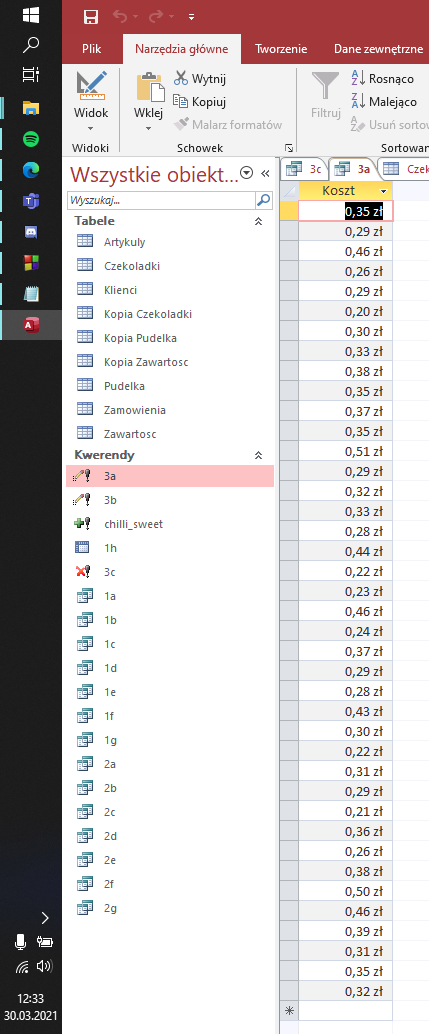 Plik
Narzędzia główne
Tworzenie
Dane zewnętrzne
Widok
Wklej
Wytnij
Kopiuj
Malarz formatów
Filtruj
Rosnąco
Malejąco
Usuń sortow
Widoki
Schowek
Sortowan
Wszystkie obiekt...
Wyszukaj...
Tabele
Artykuly
Czekoladki
Klienci
Kopia Czekoladki
Kopia Pudelka
Kopia Zawartosc
Pudelka
Zamowienia
Zawartosc
Kwerendy
3a
3b
chilli_sweet
1h
3c
1a
1b
1c
1d
1e
1f
1g
2a
2b
2c
2d
2e
2f
2g
3c
3a
Czek
Koszt
0,35 zł
0,29 zł
0,46 zł
0,26 zł
0,29 zł
0,20 zł
0,30 zł
0,33 zł
0,38 zł
0,35 zł
0,37 zł
0,35 zł
0,51 zł
0,29 zł
0,32 zł
0,33 zł
0,28 zł
0,44 zł
0,22 zł
0,23 zł
0,46 zł
0,24 zł
0,37 zł
0,29 zł
0,28 zł
0,43 zł
0,30 zł
0,22 zł
0,31 zł
0,29 zł
0,21 zł
0,36 zł
0,26 zł
0,38 zł
0,50 zł
0,46 zł
0,39 zł
0,31 zł
0,35 zł
0,32 zł
12:33
30.03.2021